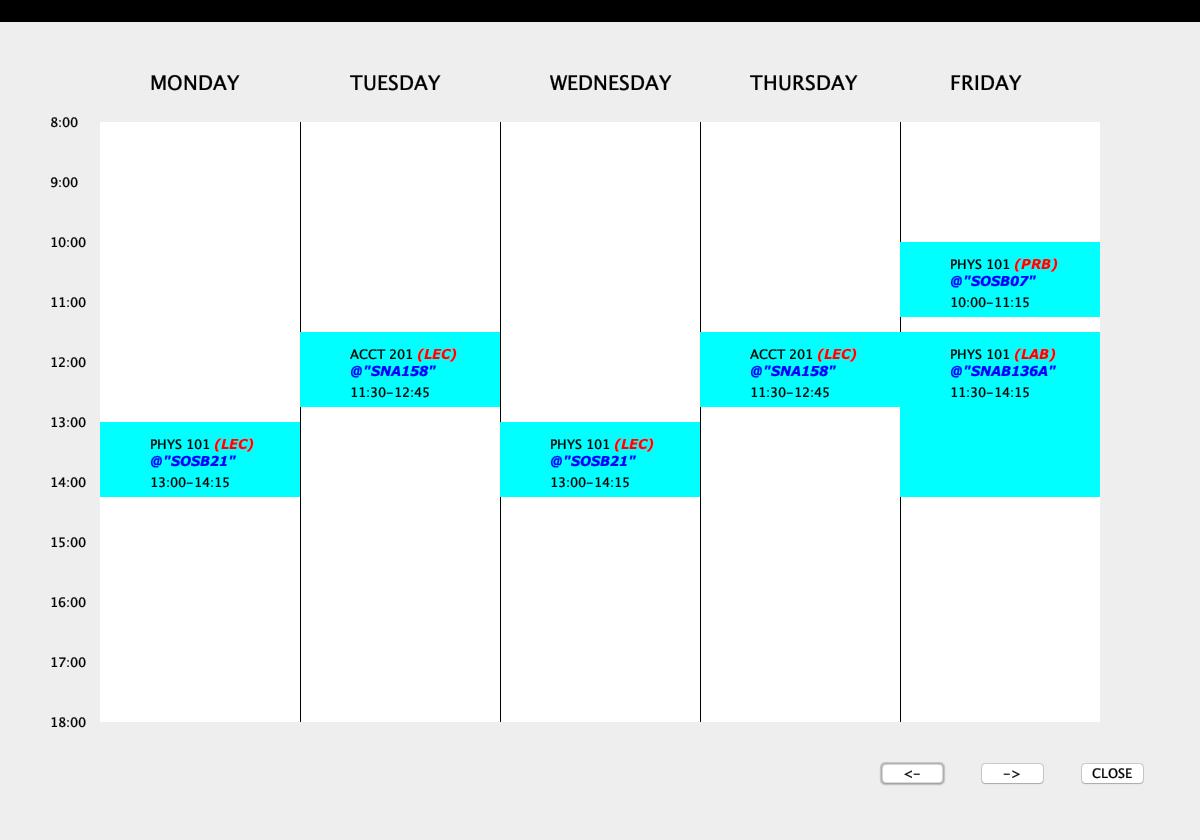 MONDAY TUESDAY WEDNESDAY THURSDAY FRIDAY
8:00
9:00
10:00
PHYS 101 (PRB)
@"SOSB07"
11:00
10:00-11:15
12:00
ACCT 201 (LEC)
@"SNA158"
11:30-12:45
ACCT 201 (LEC)
@"SNA158"
11:30-12:45
PHYS 101 (LAB)
@"SNAB136A"
11:30-14:15
13:00
PHYS 101 (LEC)
@"SOSB21"
13:00-14:15
PHYS 101 (LEC)
@"SOSB21"
13:00-14:15
14:00
15:00
16:00
17:00
18:00
<- -> CLOSE